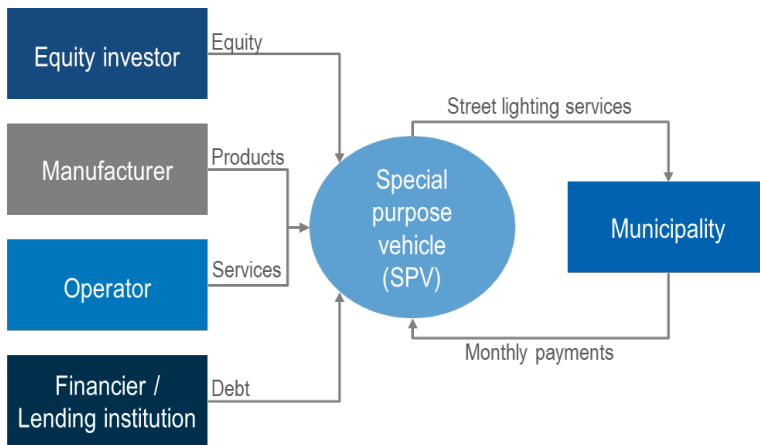 Equity investor
Equity
Manufacturer
Products
Operator
Services
Financier /
Lending institution
Debt
Special
purpose
vehicle
(SPV)
Street lighting services
Municipality
Monthly payments